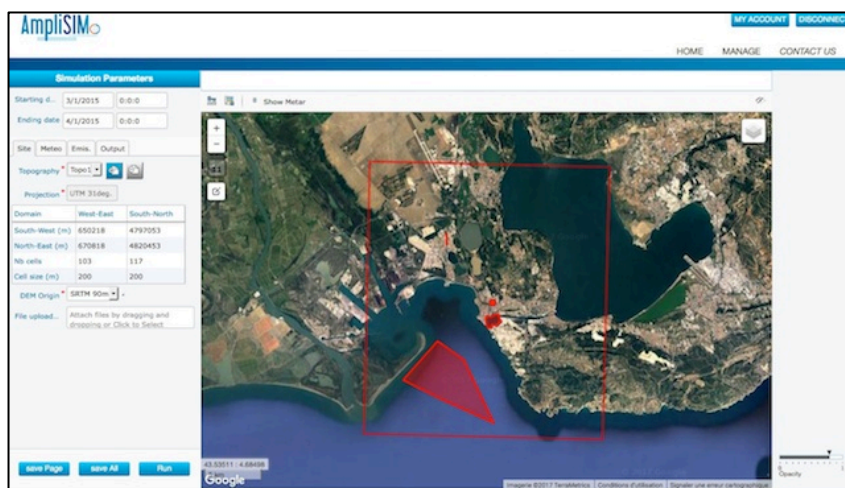 AmpliSIM
MY ACCOUNT DISCONNEC
HOME MANAGE CONTACT US
Simulation Parameters
Starting d... 3/1/2015 0:0:0
Ending date 4/1/2015 0:0:0
Show Metar
Site Meteo Emis. Output
Topography * Topo1
Projection * UTM 31deg.
Domain West-East South-North
South-West (m) 650218 4797053
North-East (m) 670818 4820453
Nb cells 103 117
Cell size (m) 200 200
DEM Origin * SRTM 90m
File upload... Attach files by dragging and
dropping or Click to Select
save Page save All Run
43.53511 : 4.68498
Google
Imagerie ©2017 TerraMetrics Conditions d'utilisation Signaler une erreur cartographique
Opacity